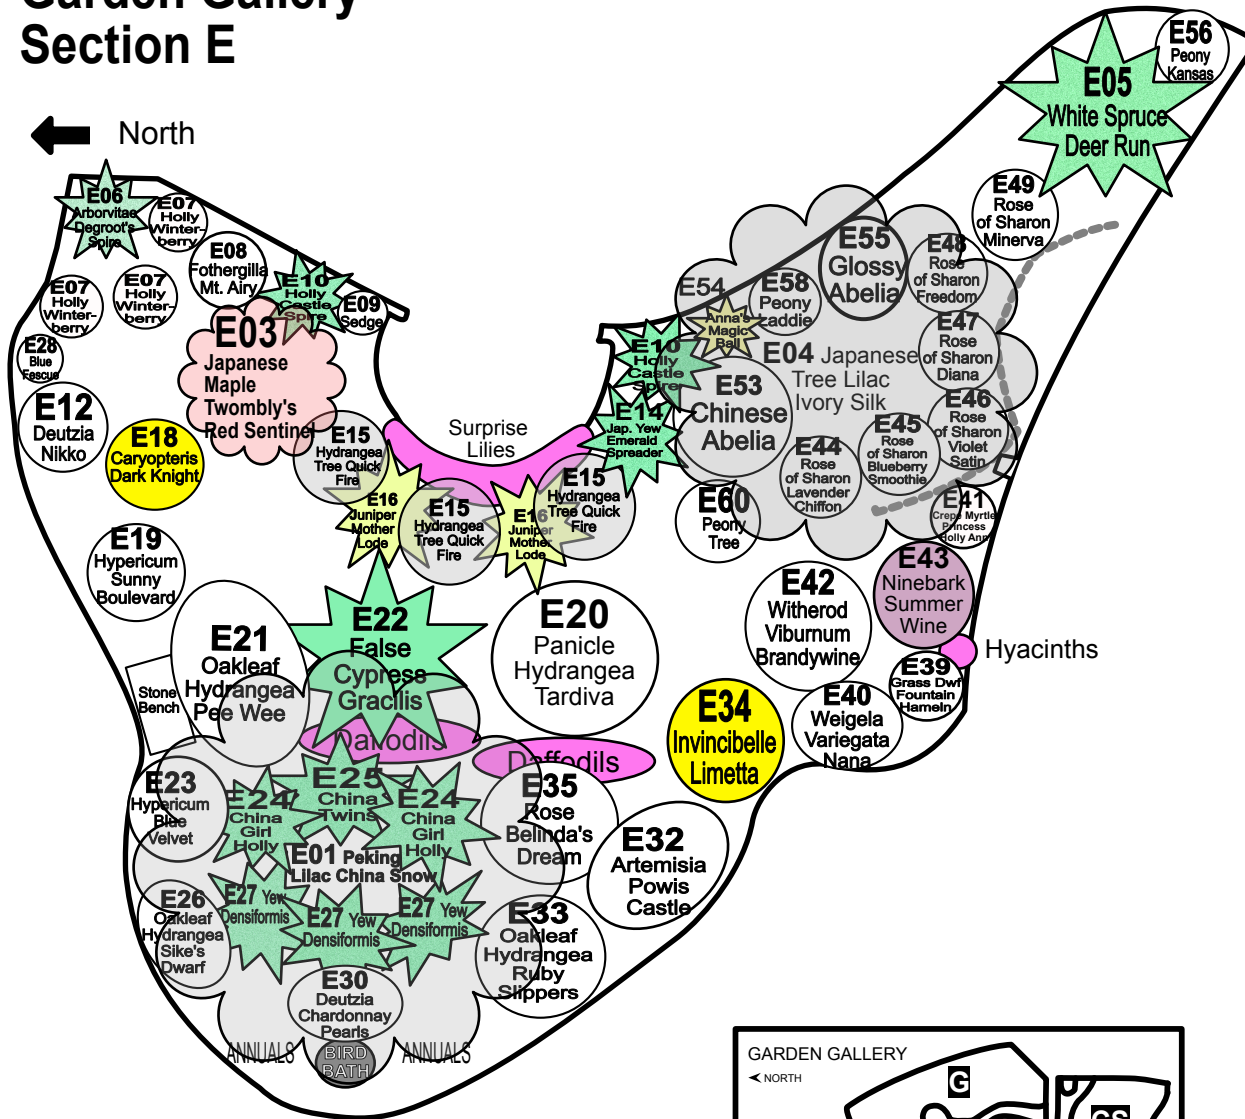 Garden Gallery
Section E
North
E56
Peony
Kansas
E05
White Spruce
Deer Run
E49
Rose
of Sharon
Minerva
E06
Arborvitae
Degroot's
Spire
E07
Holly
Winter-
berry
E08
Fothergilla
Mt. Airy
E07
Holly
Winter-
berry
E07
Holly
Winter-
berry
E10
Holly
Castle
Spire
E09
Sedge
E28
Blue
Fescue
E03
Japanese
Maple
Twombly's
Red Sentinel
E12
Deutzia
Nikko
E18
Caryopteris
Dark Knight
E55
Glossy
Abelia
E48
Rose
of Sharon
Freedom
E54
Anna's
Magic
Ball
E58
Peony
Laddie
E47
Rose
of Sharon
Diana
E04 Japanese
Tree Lilac
Ivory Silk
E10
Holly
Castle
Spire
E53
Chinese
Abelia
E14
Jap. Yew
Emerald
Spreader
E46
Rose
of Sharon
Violet
Satin
E45
Rose
of Sharon
Blueberry
Smoothie
E44
Rose
of Sharon
Lavender
Chiffon
E41
Crepe Myrtle
Princess
Holly Ann
E60
Peony
Tree
Surprise
Lilies
E15
Hydrangea
Tree Quick
Fire
E16
Juniper
Mother
Lode
E15
Hydrangea
Tree Quick
Fire
E16
Juniper
Mother
Lode
E15
Hydrangea
Tree Quick
Fire
E19
Hypericum
Sunny
Boulevard
E21
Oakleaf
Hydrangea
Pee Wee
Stone
Bench
E22
False
Cypress
Gracilis
E20
Panicle
Hydrangea
Tardiva
E42
Witherod
Viburnum
Brandywine
E43
Ninebark
Summer
Wine
Hyacinths
E39
Grass Dwf
Fountain
Hameln
E40
Weigela
Variegata
Nana
E34
Invincibelle
Limetta
Daffodils
Daffodils
E23
Hypericum
Blue
Velvet
E24
China
Girl
Holly
E25
China
Twins
E24
China
Girl
Holly
E01 Peking
Lilac China Snow
E35
Rose
Belinda's
Dream
E32
Artemisia
Powis
Castle
E26
Oakleaf
Hydrangea
Sike's
Dwarf
E27 Yew
Densiformis
E27 Yew
Densiformis
E27 Yew
Densiformis
E33
Oakleaf
Hydrangea
Ruby
Slippers
E30
Deutzia
Chardonnay
Pearls
ANNUALS
BIRD
BATH
ANNUALS
GARDEN GALLERY
NORTH
G
CS